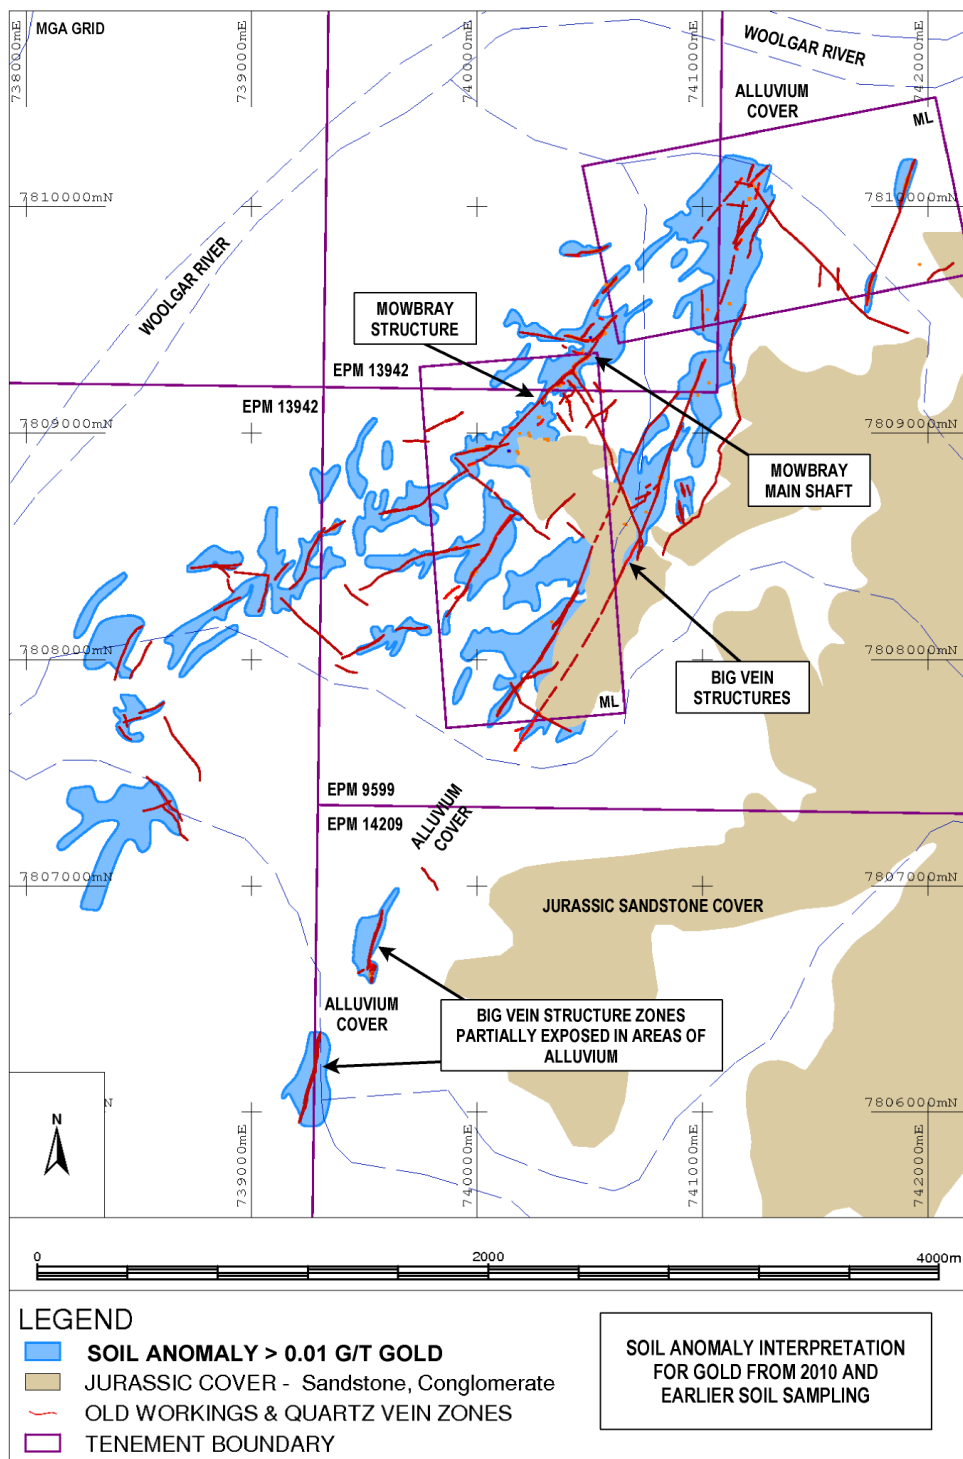 MGA GRID
738000mE
739000mE
740000mE
741000mE
742000mE
WOOLGAR RIVER
ALLUVIUM
COVER
ML
7810000mN
7810000mN
WOOLGAR RIVER
MOWBRAY
STRUCTURE
EPM 13942
EPM 13942
7809000mN
7809000mN
MOWBRAY
MAIN SHAFT
7808000mN
7808000mN
BIG VEIN
STRUCTURES
ML
EPM 9599
EPM 14209
ALLUVIUM
COVER
7807000mN
7807000mN
JURASSIC SANDSTONE COVER
ALLUVIUM
COVER
BIG VEIN STRUCTURE ZONES
PARTIALLY EXPOSED IN AREAS OF
ALLUVIUM
N
N
7806000mN
739000mE
740000mE
741000mE
742000mE
0
2000
4000m
LEGEND
SOIL ANOMALY > 0.01 G/T GOLD
JURASSIC COVER - Sandstone, Conglomerate
OLD WORKINGS & QUARTZ VEIN ZONES
TENEMENT BOUNDARY
SOIL ANOMALY INTERPRETATION
FOR GOLD FROM 2010 AND
EARLIER SOIL SAMPLING